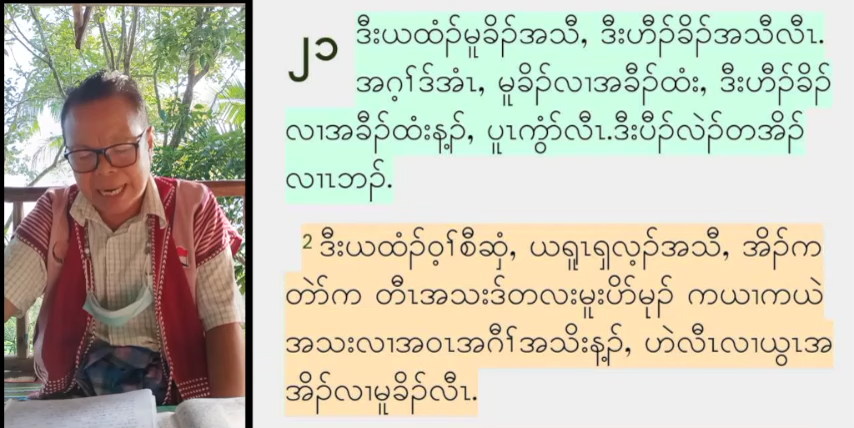 ၂၁ ဒီးယထံၣ်မူခိၣ်အသီ, ဒီးဟီၣ်ခိၣ်အသီလီၤ.
အဂ့ၢ်ဒ်အံၤ, မူခိၣ်လၢအခီၣ်ထံး, ဒီးဟီၣ်ခိၣ်
လၢအခီၣ်ထံးန့ၣ်, ပူၤကွံာ်လီၤ.ဒီးပီၣ်လဲၣ်တအိၣ်
လၢၤဘၣ်.
2 ဒီးယထံၣ်ဝ့ၢ်စီဆှံ, ယရူၤရှလ့ၣ်အသီ, အိၣ်က
တဲာ်က တီၤအသးဒ်တလးမူးပိာ်မုၣ် ကယၢကယဲ
အသးလၢအဝၤအဂီၢ်အသိးန့ၣ်, ဟဲလီၤလၢယွၤအ
အိၣ်လၢမူခိၣ်လီၤ.